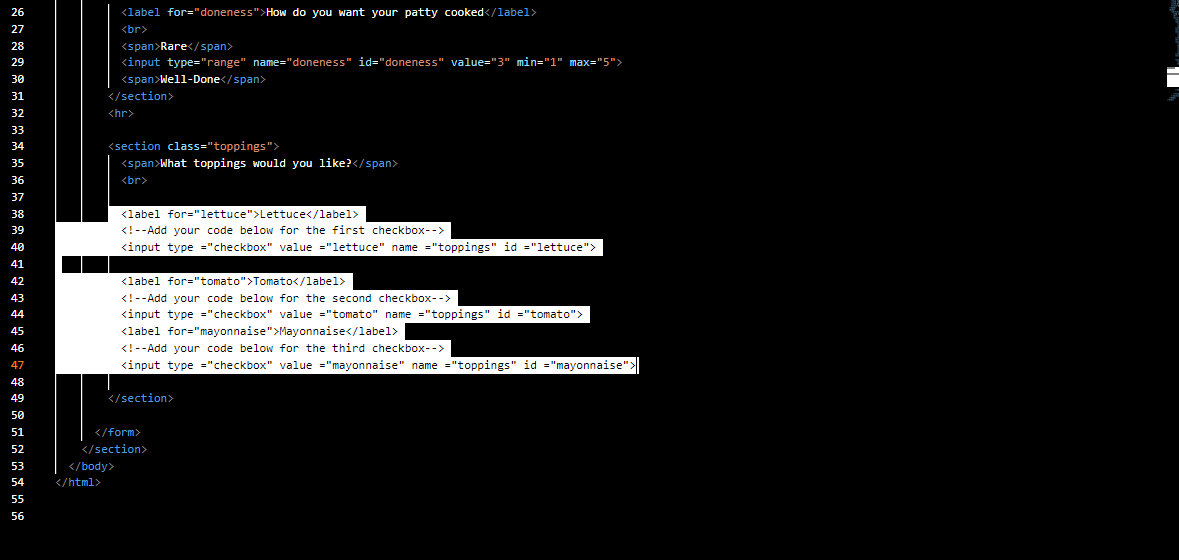 26 <label for="doneness">How do you want your patty cooked</label>
27 <br>
28 <span>Rare</span>
29 <input type="range" name="doneness" id="doneness" value="3" min="1" max="5">
30 <span>Well-Done</span>
31 </section>
32 <hr>
33
34 <section class="toppings">
35 <span>What toppings would you like?</span>
36 <br>
37
38 <label for="lettuce">Lettuce</label>
39 <!--Add your code below for the first checkbox-->
40 <input type ="checkbox" value ="lettuce" name ="toppings" id ="lettuce">
41
42 <label for="tomato">Tomato</label>
43 <!--Add your code below for the second checkbox-->
44 <input type ="checkbox" value ="tomato" name ="toppings" id ="tomato">
45 <label for="mayonnaise">Mayonnaise</label>
46 <!--Add your code below for the third checkbox-->
47 <input type ="checkbox" value ="mayonnaise" name ="toppings" id ="mayonnaise">
48
49 </section>
50
51 </form>
52 </section>
53 </body>
54 </html>
55
56